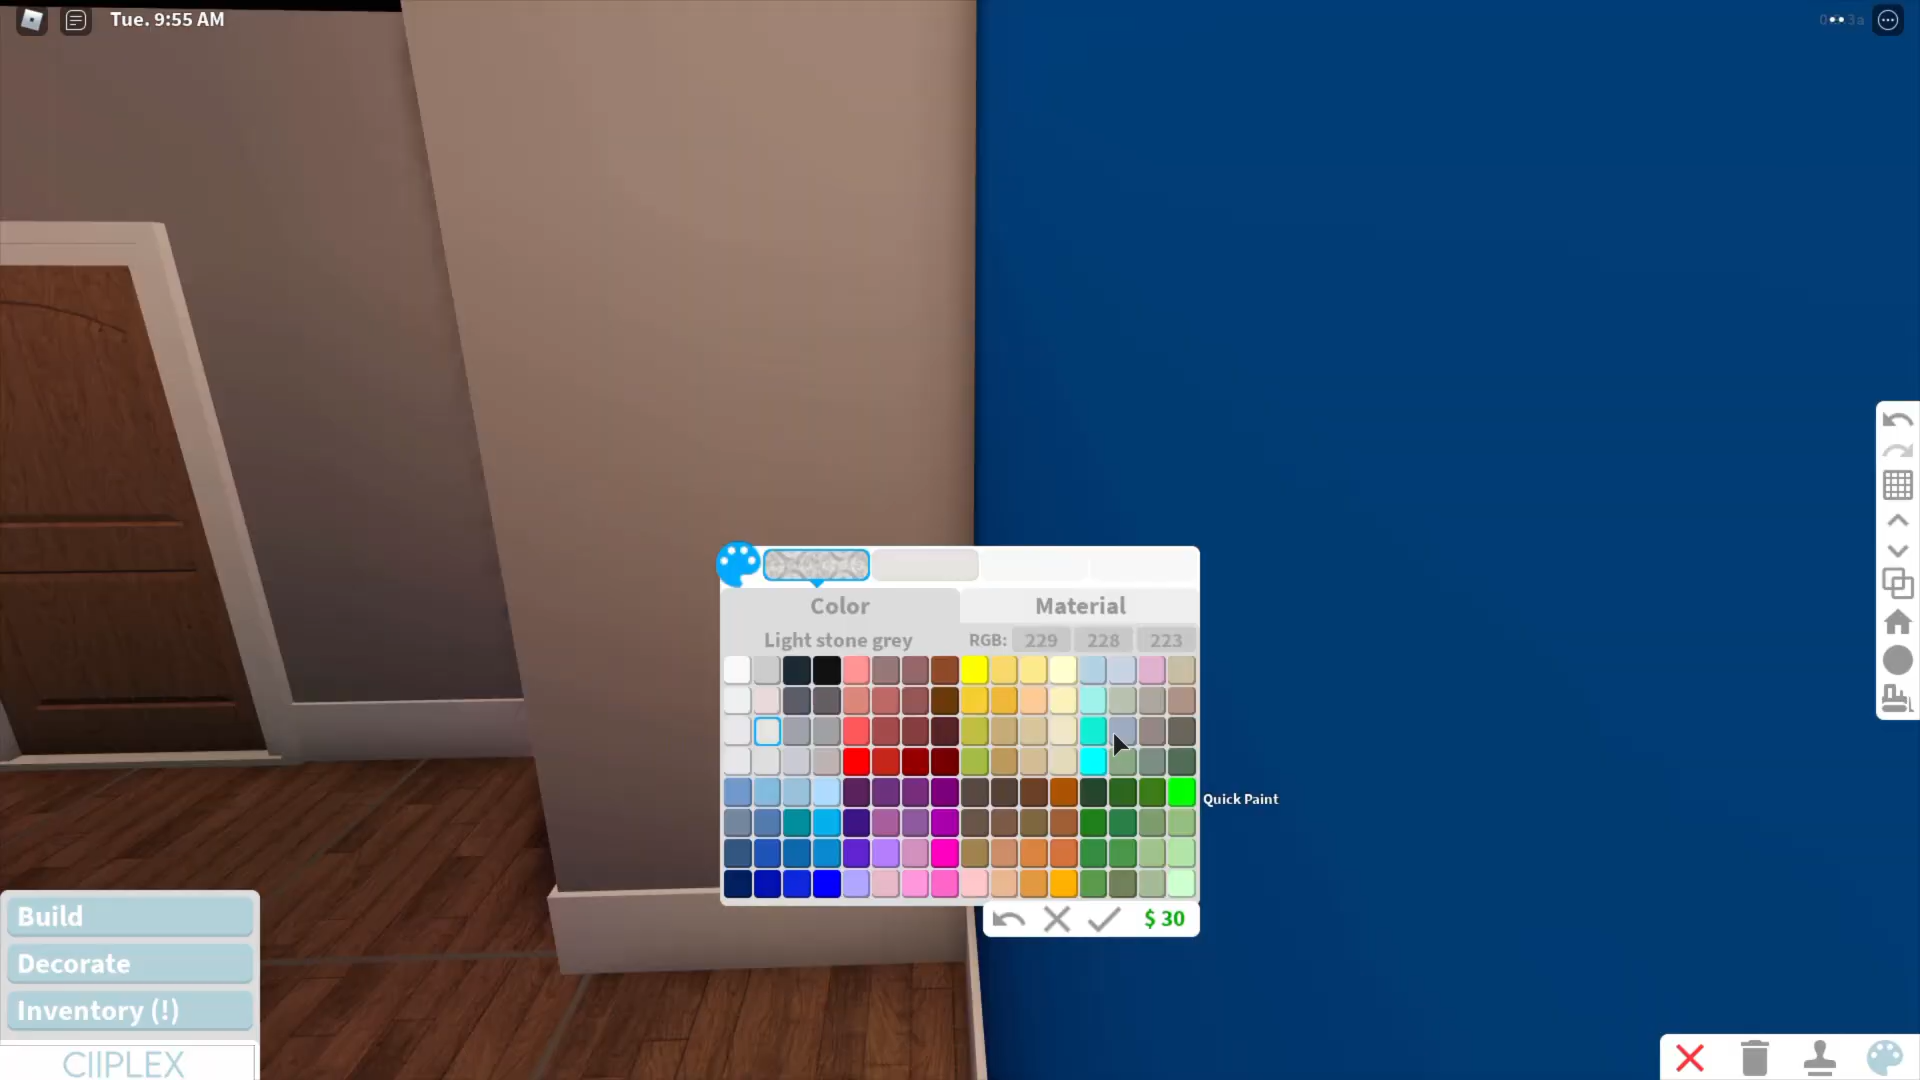 Tue. 9:55 AM
Color
Material
Light stone grey
RGB: 229 228 223
Quick Paint
$ 30
Build
Decorate
Inventory (!)
CIIPLEX